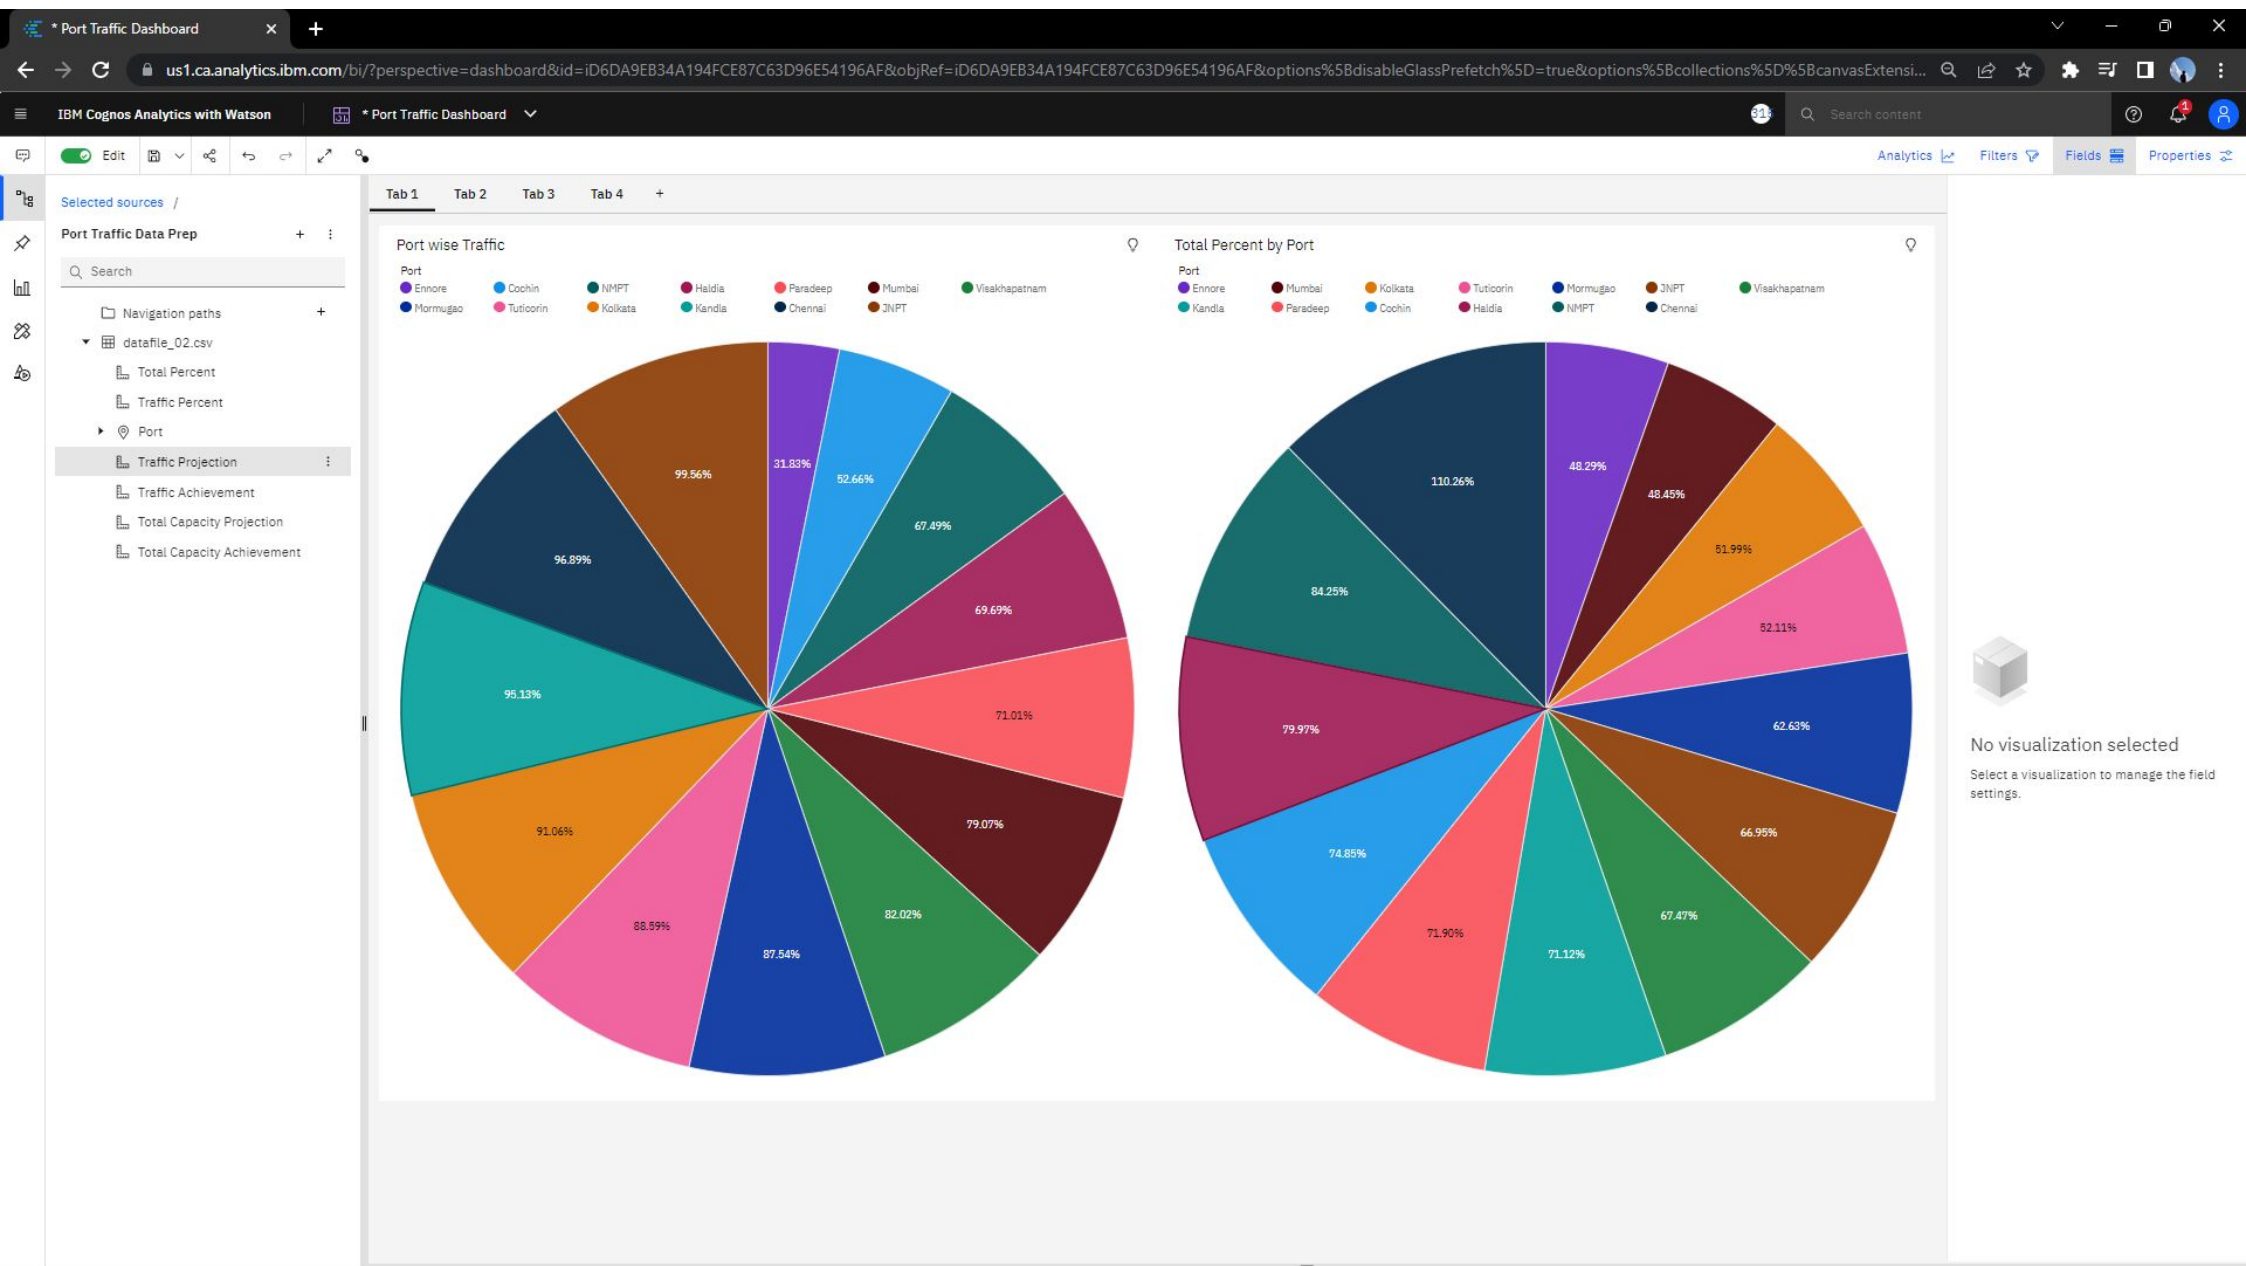 * Port Traffic Dashboard
us1.ca.analytics.ibm.com/bi/?perspective=dashboard&id=iD6DA9EB34A194FCE87C63D96E54196AF&objRef=iD6DA9EB34A194FCE87C63D96E54196AF&options%5BdisableGlassPrefetch%5D=true&options%5Bcollections%5D%5BcanvasExtensi...
IBM Cognos Analytics with Watson
* Port Traffic Dashboard
Search content
1
Edit
Analytics
Filters
Fields
Properties
Selected sources /
Port Traffic Data Prep
Search
Navigation paths
datafile_02.csv
Total Percent
Traffic Percent
Port
Traffic Projection
Traffic Achievement
Total Capacity Projection
Total Capacity Achievement
Tab 1 Tab 2 Tab 3 Tab 4 +
Port wise Traffic
Port
Ennore Cochin NMPT Haldia Paradeep Mumbai Visakhapatnam
Mormugao Tuticorin Kolkata Kandla Chennai JNPT
31.83%
52.66%
67.49%
69.69%
71.01%
79.07%
82.02%
87.54%
88.59%
91.06%
95.13%
96.89%
99.56%
Total Percent by Port
Port
Ennore Mumbai Kolkata Tuticorin Mormugao JNPT Visakhapatnam
Kandla Paradeep Cochin Haldia NMPT Chennai
48.29%
48.45%
51.99%
52.11%
62.63%
66.95%
67.47%
71.12%
71.90%
74.85%
79.97%
84.25%
110.26%
No visualization selected
Select a visualization to manage the field
settings.